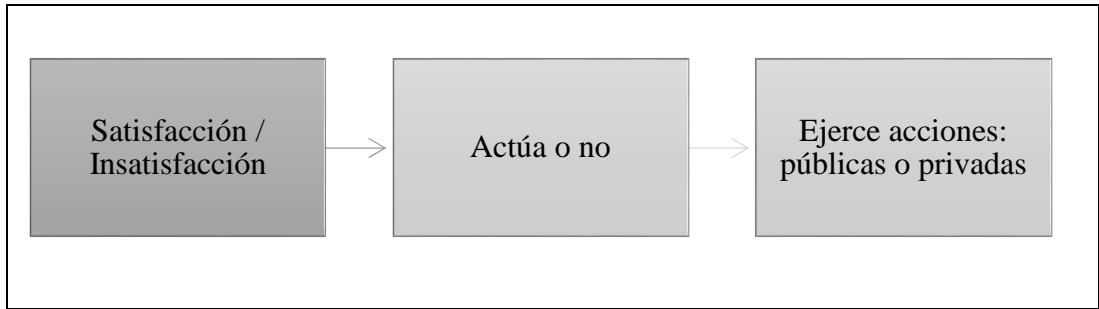 Satisfacción /
Insatisfacción
Actúa o no
Ejerce acciones:
públicas o privadas